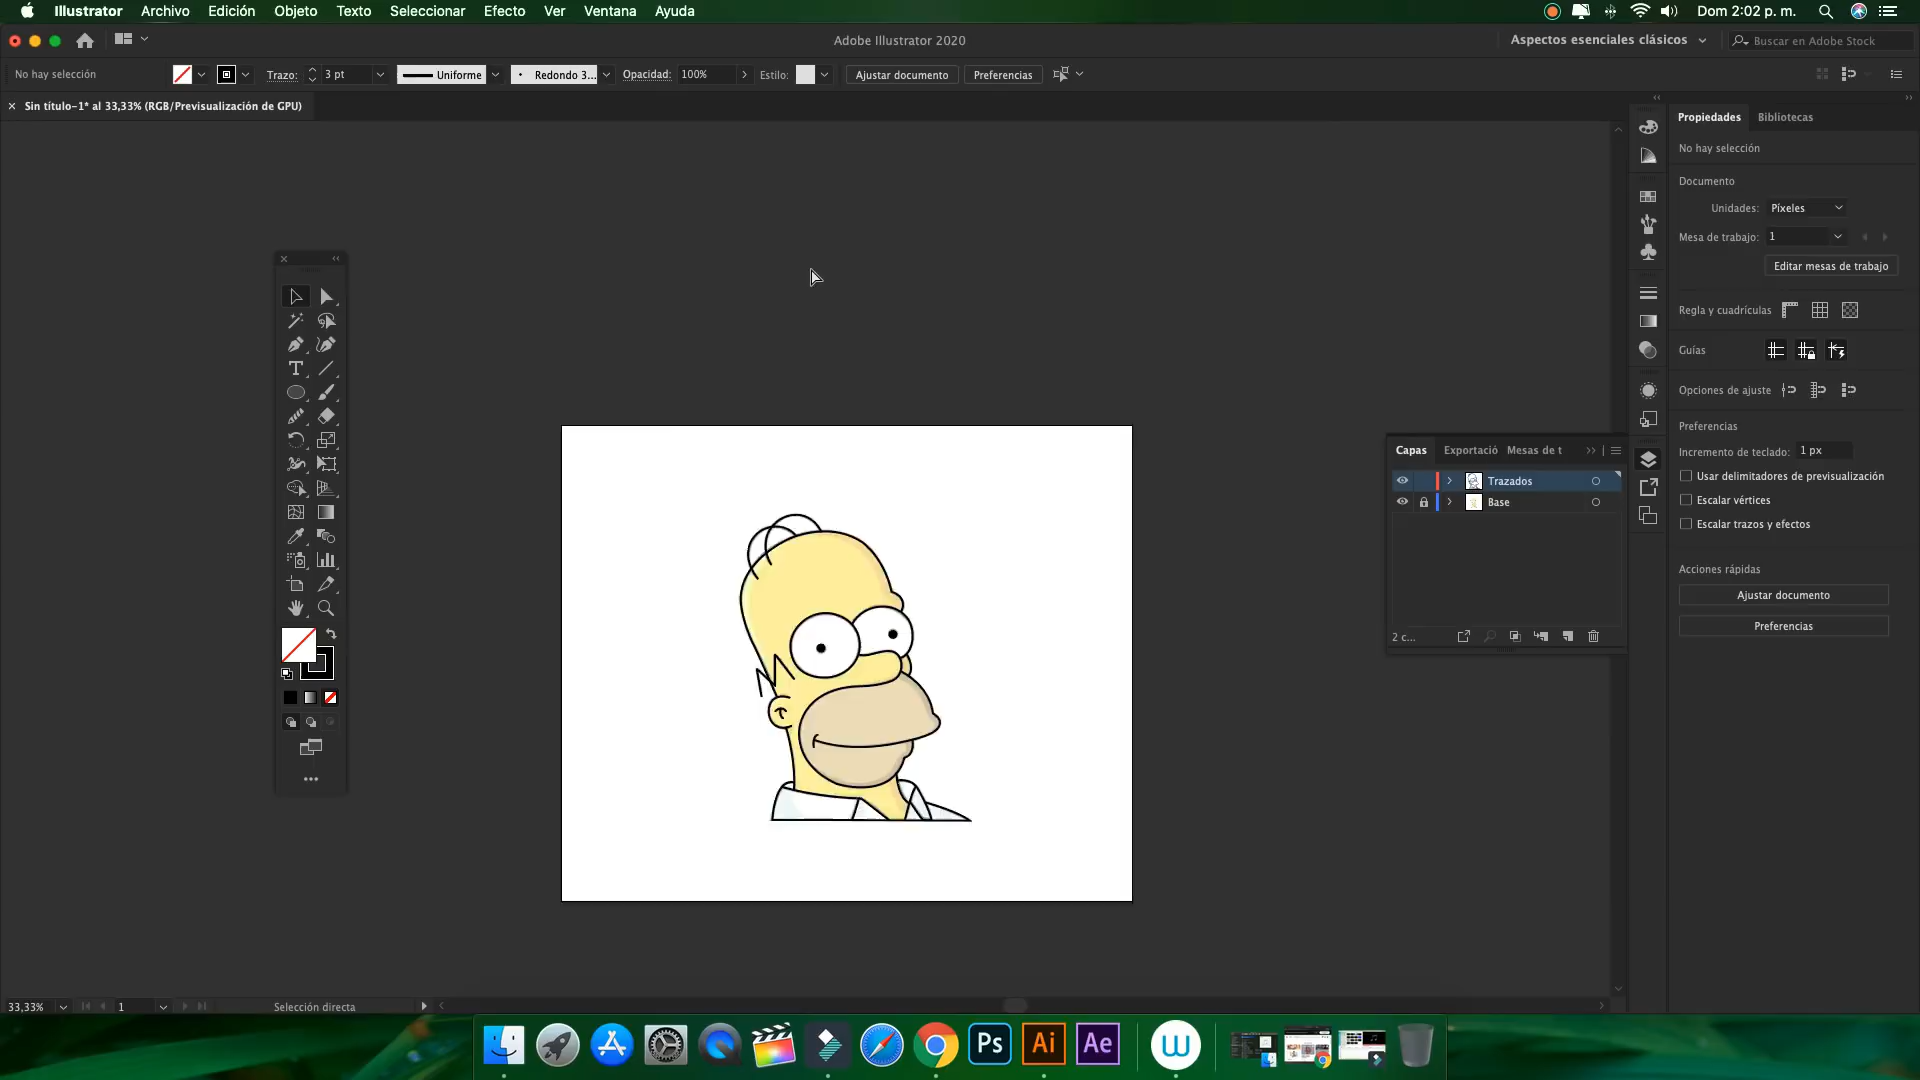 Illustrator Archivo Edición Objeto Texto Seleccionar Efecto Ver Ventana Ayuda Dom 2:02 p. m.
Adobe Illustrator 2020 Aspectos esenciales clásicos Buscar en Adobe Stock
No hay selección Trazo: 3 pt Uniforme Redondo 3... Opacidad: 100% Estilo: Ajustar documento Preferencias
× Sin título-1* al 33,33% (RGB/Previsualización de GPU)
Propiedades Bibliotecas
No hay selección
Documento
Unidades: Píxeles
Mesa de trabajo: 1
Editar mesas de trabajo
Regla y cuadrículas
Guías
Opciones de ajuste
Preferencias
Incremento de teclado: 1 px
Usar delimitadores de previsualización
Escalar vértices
Escalar trazos y efectos
Acciones rápidas
Ajustar documento
Preferencias
Capas Exportació Mesas de t
Trazados
Base
2 c...
33,33% 1 Selección directa
Ps Ai Ae